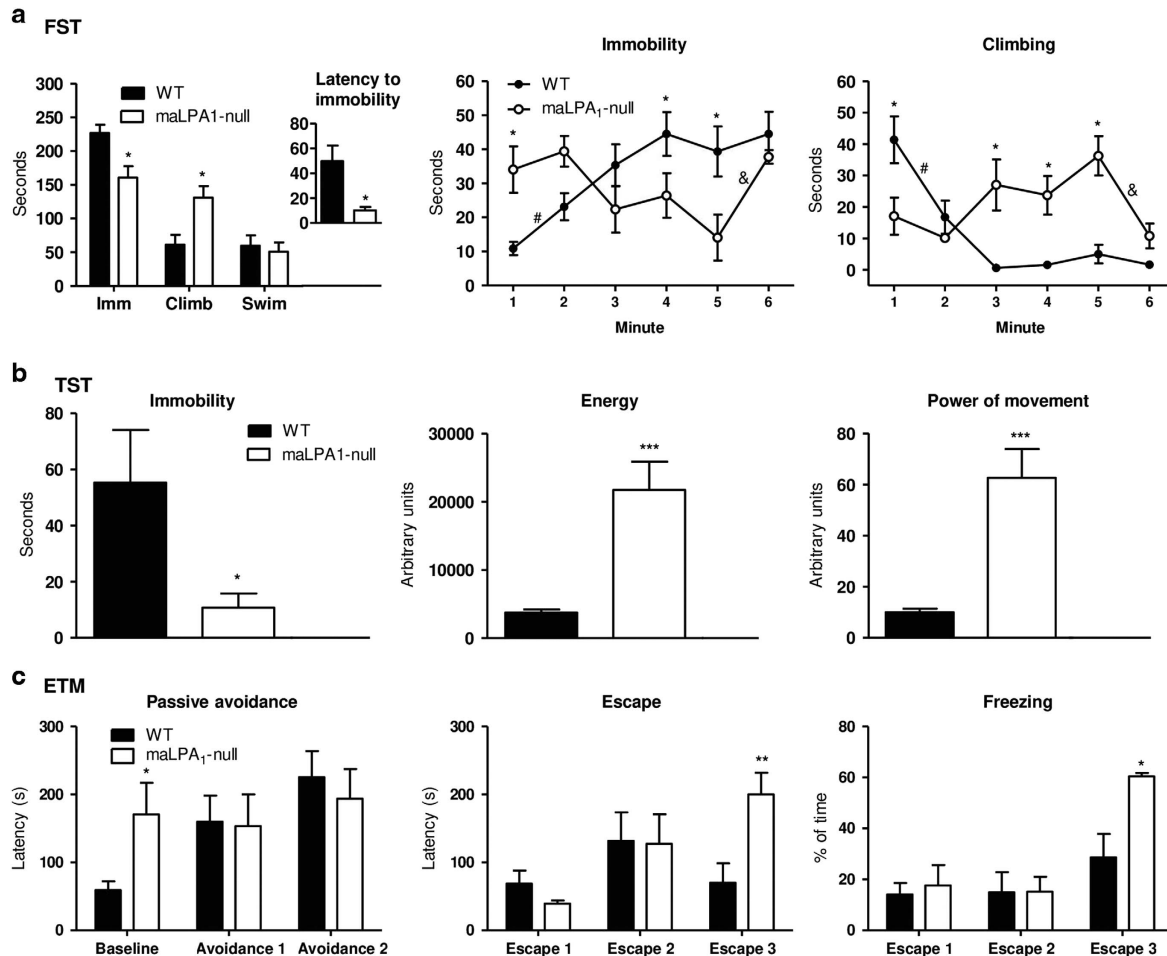 a
FST
Immobility
Climbing
300
250
200
150
100
50
0
Seconds
WT
maLPA1-null
*
*
Imm Climb Swim
Latency to
immobility
80
60
40
20
0
*
60
50
40
30
20
10
0
Seconds
WT
maLPA₁-null
*
*
*
#
&
1 2 3 4 5 6
Minute
60
50
40
30
20
10
0
Seconds
*
*
*
*
#
&
1 2 3 4 5 6
Minute
b
TST
Immobility
80
60
40
20
0
Seconds
WT
maLPA1-null
*
Energy
30000
20000
10000
0
Arbitrary units
***
Power of movement
80
60
40
20
0
Arbitrary units
***
c
ETM
Passive avoidance
300
200
100
0
Latency (s)
WT
maLPA₁-null
*
Baseline Avoidance 1 Avoidance 2
Escape
300
200
100
0
Latency (s)
**
Escape 1 Escape 2 Escape 3
Freezing
80
60
40
20
0
% of time
*
Escape 1 Escape 2 Escape 3